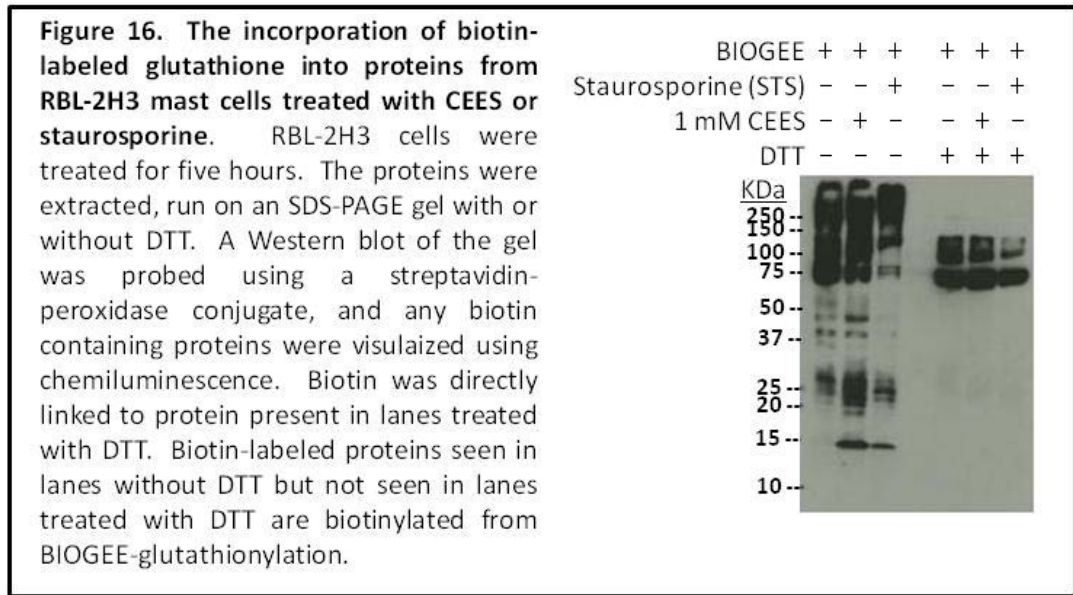 Figure 16. The incorporation of biotin-
labeled glutathione into proteins from
RBL-2H3 mast cells treated with CEES or
staurosporine. RBL-2H3 cells were
treated for five hours. The proteins were
extracted, run on an SDS-PAGE gel with or
without DTT. A Western blot of the gel
was probed using a streptavidin-
peroxidase conjugate, and any biotin
containing proteins were visulaized using
chemiluminescence. Biotin was directly
linked to protein present in lanes treated
with DTT. Biotin-labeled proteins seen in
lanes without DTT but not seen in lanes
treated with DTT are biotinylated from
BIOGEE-glutathionylation.
BIOGEE + + + + + +
Staurosporine (STS) – – + – – +
1 mM CEES – + – – + –
DTT – – – + + +
KDa
250 --
150 --
100 --
75 --
50 --
37 --
25 --
20 --
15 --
10 --